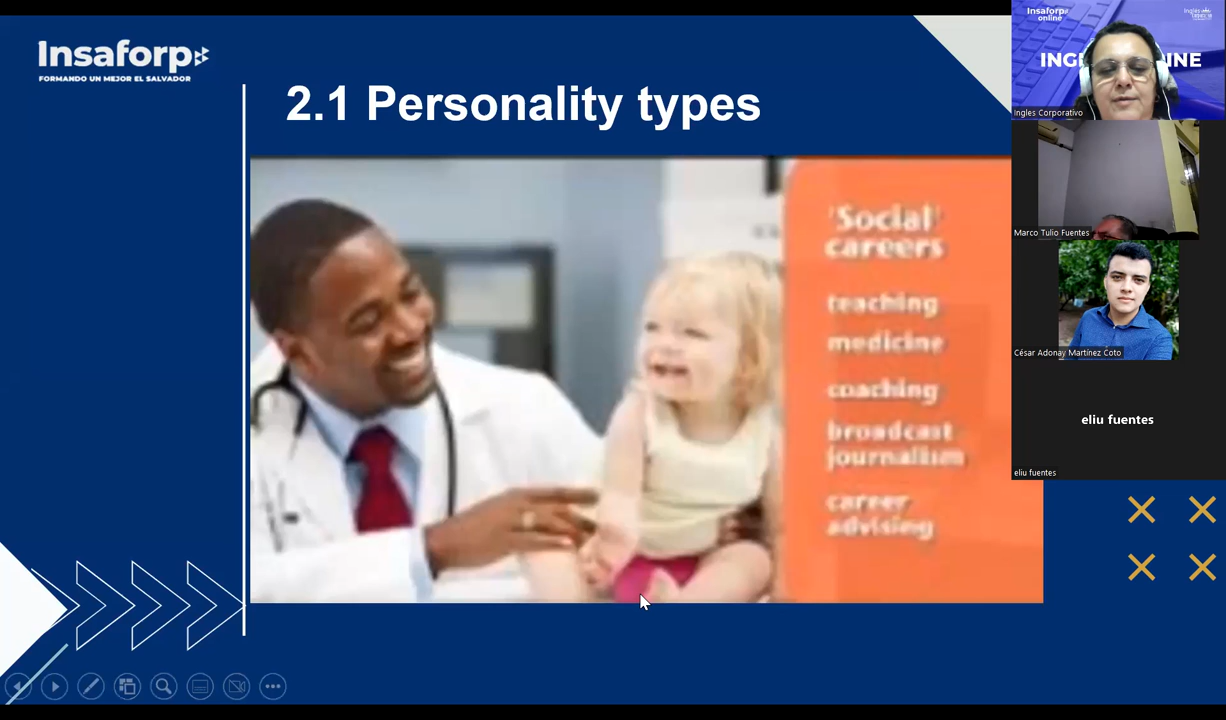 Insaforp
FORMANDO UN MEJOR EL SALVADOR
2.1 Personality types
'Social'
careers
teaching
medicine
coaching
broadcast
journalism
career
advising
Insaforp
online
Ingles Corporativo
Marco Tulio Fuentes
César Adonay Martínez Coto
eliu fuentes
eliu fuentes